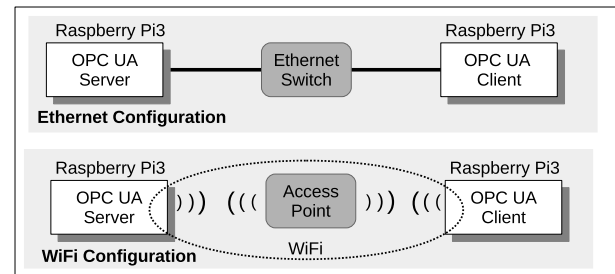 Raspberry Pi3
Raspberry Pi3
OPC UA
Server
Ethernet
Switch
OPC UA
Client
Ethernet Configuration
Raspberry Pi3
Raspberry Pi3
OPC UA
Server
))) (((
Access
Point
))) (((
OPC UA
Client
WiFi
WiFi Configuration